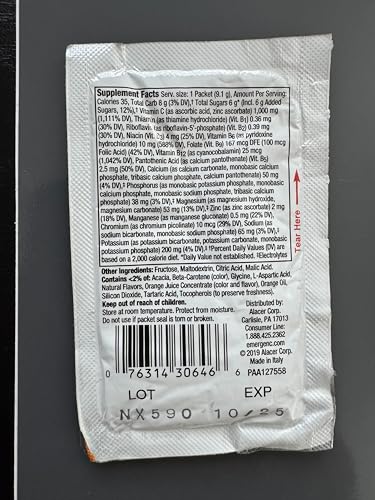 Supplement Facts Serv. size: 1 Packet (9.1 g), Amount Per Serving:
Calories 35, Total Carb 8 g (3% DV),‡ Total Sugars 6 g* (Incl. 6 g Added
Sugars, 12%),‡ Vitamin C (as ascorbic acid, zinc ascorbate) 1,000 mg
(1,111% DV), Thiamin (as thiamine hydrochloride) (Vit. B1) 0.36 mg
(30% DV), Riboflavin (as riboflavin-5'-phosphate) (Vit. B2) 0.39 mg
(30% DV), Niacin (Vit. B3) 4 mg (25% DV), Vitamin B6 (as pyridoxine
hydrochloride) 10 mg (588% DV), Folate (Vit. B9) 167 mcg DFE (100 mcg
Folic Acid) (42% DV), Vitamin B12 (as cyanocobalamin) 25 mcg
(1,042% DV), Pantothenic Acid (as calcium pantothenate) (Vit. B5)
2.5 mg (50% DV), Calcium (as calcium carbonate, monobasic calcium
phosphate, tribasic calcium phosphate, calcium pantothenate) 50 mg
(4% DV),‡ Phosphorus (as monobasic potassium phosphate, monobasic
calcium phosphate, monobasic sodium phosphate, tribasic calcium
phosphate) 38 mg (3% DV),‡ Magnesium (as magnesium hydroxide,
magnesium carbonate) 53 mg (13% DV),‡ Zinc (as zinc ascorbate) 2 mg
(18% DV), Manganese (as manganese gluconate) 0.5 mg (22% DV),
Chromium (as chromium picolinate) 10 mcg (29% DV), Sodium (as
sodium bicarbonate, monobasic sodium phosphate) 65 mg (3% DV),‡
Potassium (as potassium bicarbonate, potassium carbonate, monobasic
potassium phosphate) 200 mg (4% DV).‡ †Percent Daily Values (DV) are
based on a 2,000 calorie diet. *Daily Value not established. ‡Electrolytes
Tear Here
Other ingredients: Fructose, Maltodextrin, Citric Acid, Malic Acid.
Contains <2% of: Acacia, Beta-Carotene (color), Glycine, L-Aspartic Acid,
Natural Flavors, Orange Juice Concentrate (color and flavor), Orange Oil,
Silicon Dioxide, Tartaric Acid, Tocopherols (to preserve freshness).
Keep out of reach of children.
Store at room temperature. Protect from moisture.
Do not use if packet seal is torn or broken.
Distributed by:
Alacer Corp.
Carlisle, PA 17013
Consumer Line:
1.888.425.2362
emergenc.com
© 2019 Alacer Corp.
Made in Italy
0 76314 30646 6
PAA127558
LOT EXP
NX590 10/25